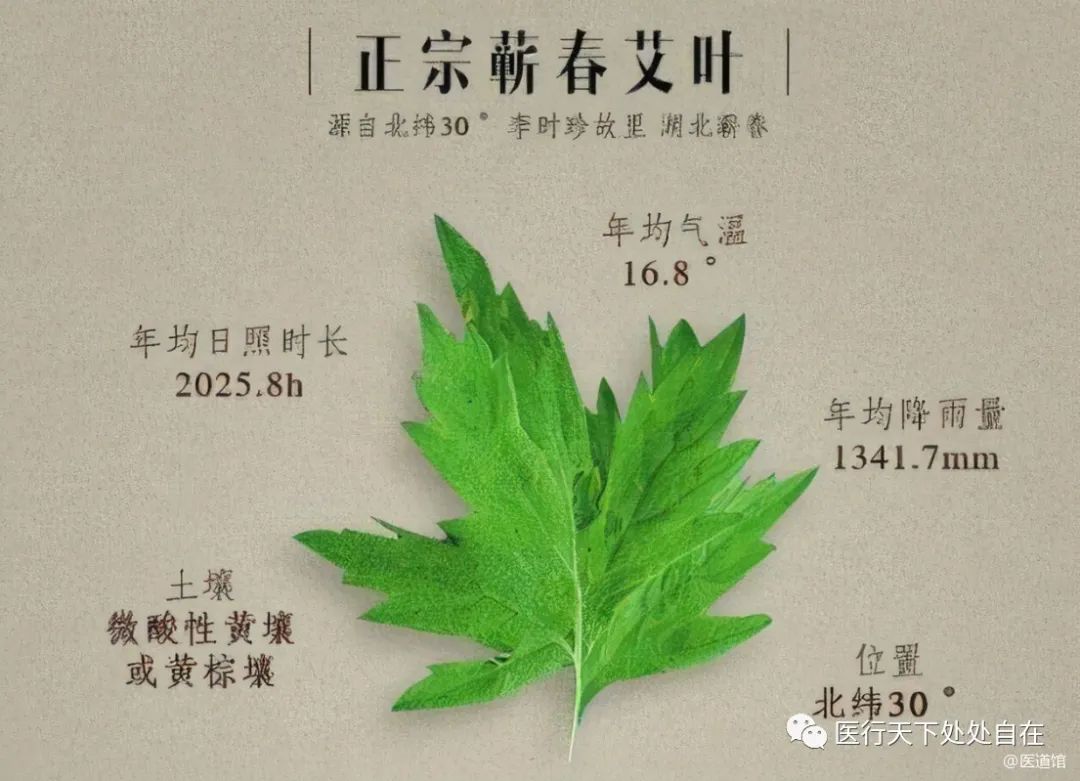 正宗蕲春艾叶
源自北纬30° 李时珍故里 湖北蕲春
年均气温
16.8°
年均日照时长
2025.8h
年均降雨量
1341.7mm
土壤
微酸性黄壤
或黄棕壤
位置
北纬30°
医行天下处处自在
@医道馆